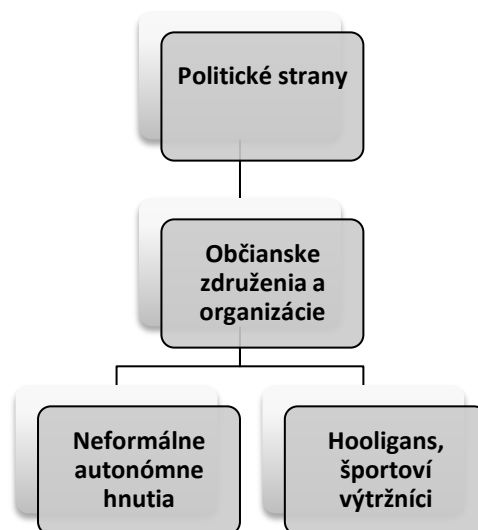 Politické strany
Občianske
združenia a
organizácie
Neformálne
autonómne
hnutia
Hooligans,
športoví
výtržníci